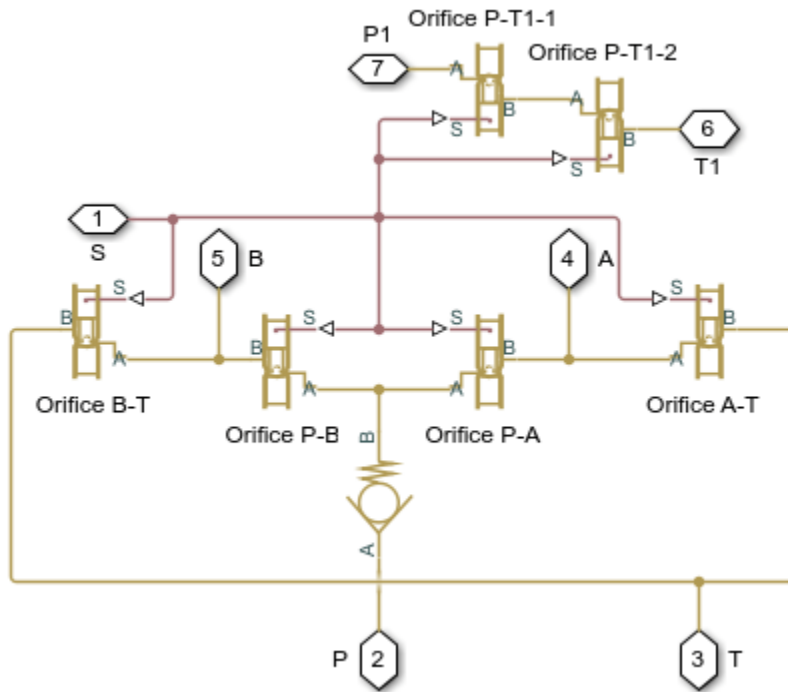 Orifice P-T1-1
P1
Orifice P-T1-2
7
A
B
A
S
B
6
S
T1
1
S
5
B
4
A
S
S
S
S
B
B
B
B
A
A
A
A
Orifice B-T
Orifice P-B
Orifice P-A
Orifice A-T
B
A
P
2
3
T